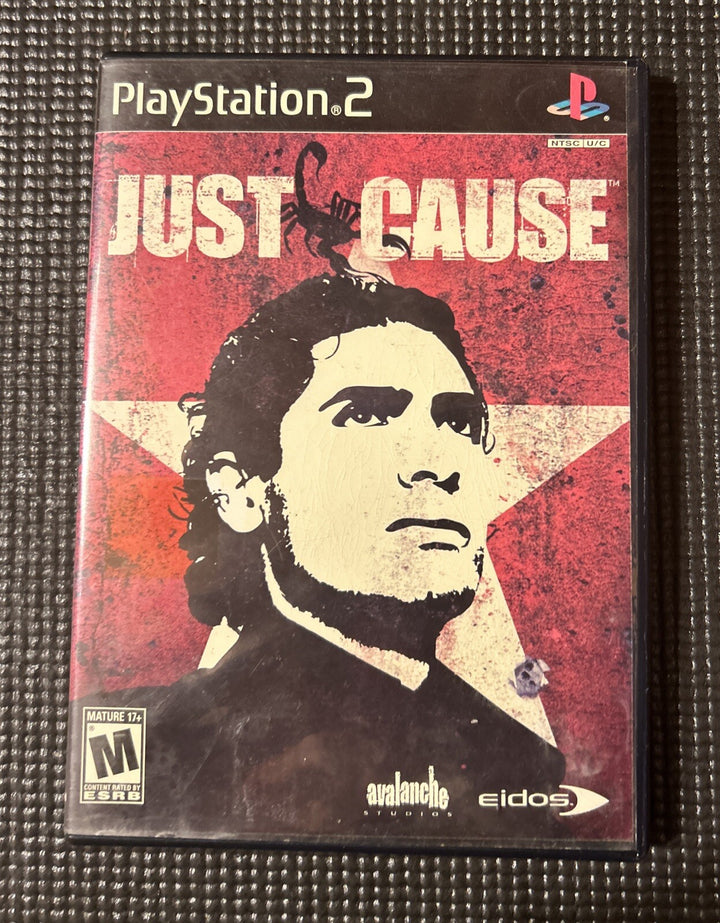 PlayStation®2
NTSC U/C
JUST CAUSE™
MATURE 17+
M
®
CONTENT RATED BY
ESRB
avalanche
STUDIOS
eidos